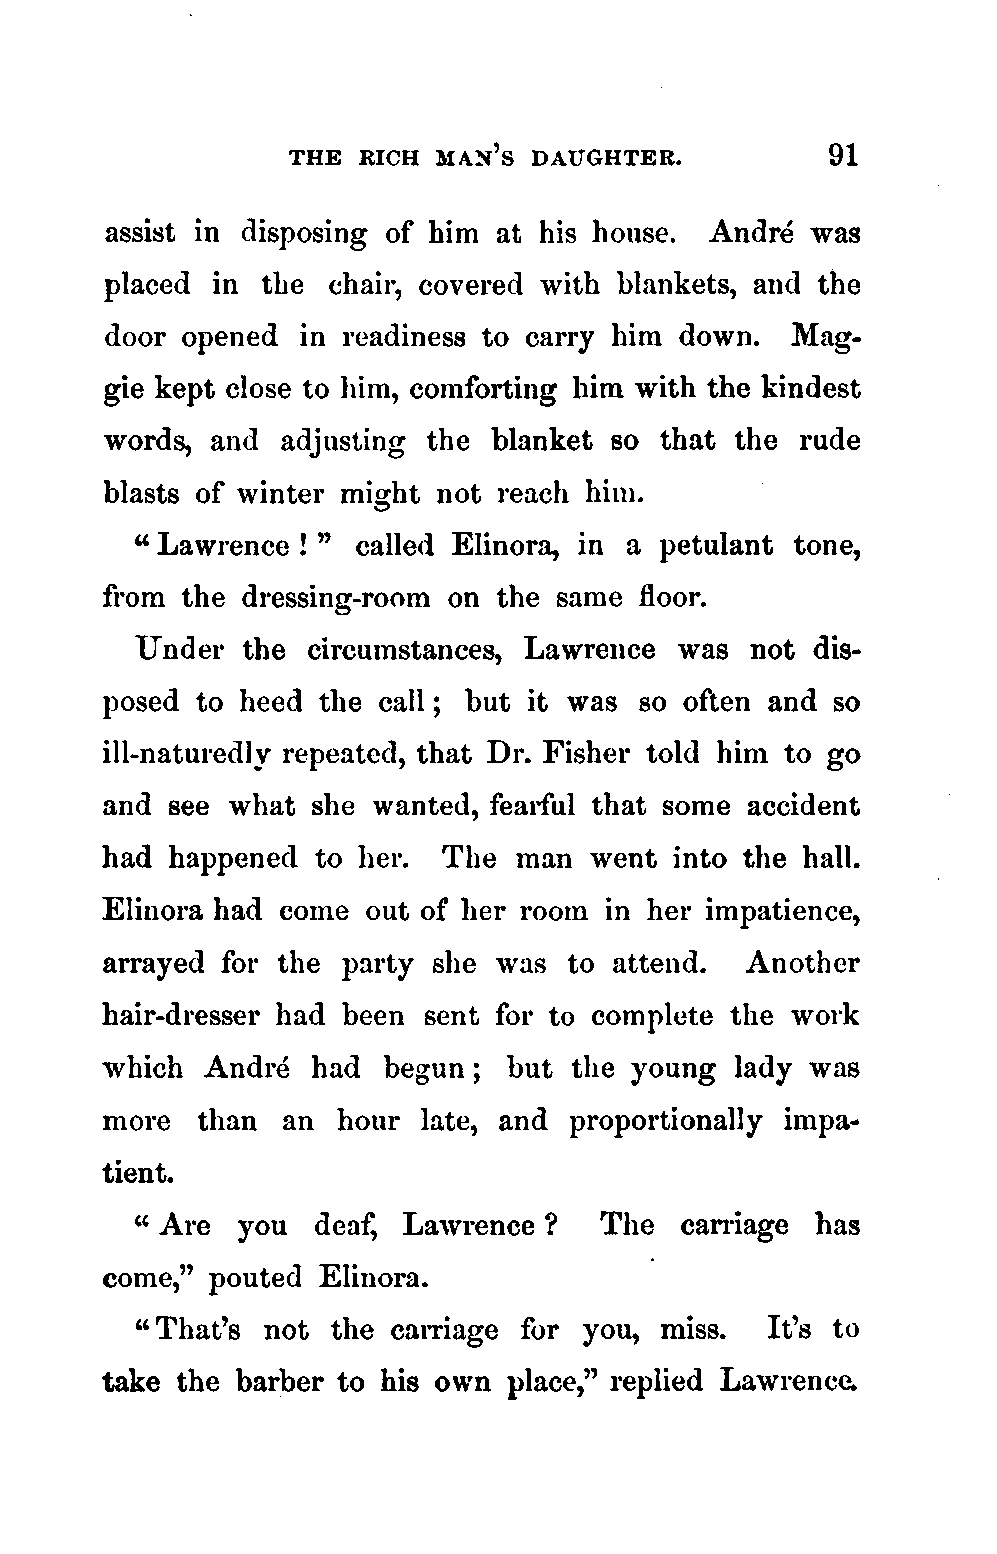 THE RICH MAN'S DAUGHTER. 91
assist in disposing of him at his house. André was
placed in the chair, covered with blankets, and the
door opened in readiness to carry him down. Mag-
gie kept close to him, comforting him with the kindest
words, and adjusting the blanket so that the rude
blasts of winter might not reach him.
“Lawrence!” called Elinora, in a petulant tone,
from the dressing-room on the same floor.
Under the circumstances, Lawrence was not dis-
posed to heed the call; but it was so often and so
ill-naturedly repeated, that Dr. Fisher told him to go
and see what she wanted, fearful that some accident
had happened to her. The man went into the hall.
Elinora had come out of her room in her impatience,
arrayed for the party she was to attend. Another
hair-dresser had been sent for to complete the work
which André had begun; but the young lady was
more than an hour late, and proportionally impa-
tient.
“Are you deaf, Lawrence? The carriage has
come,” pouted Elinora.
“That's not the carriage for you, miss. It's to
take the barber to his own place,” replied Lawrence.